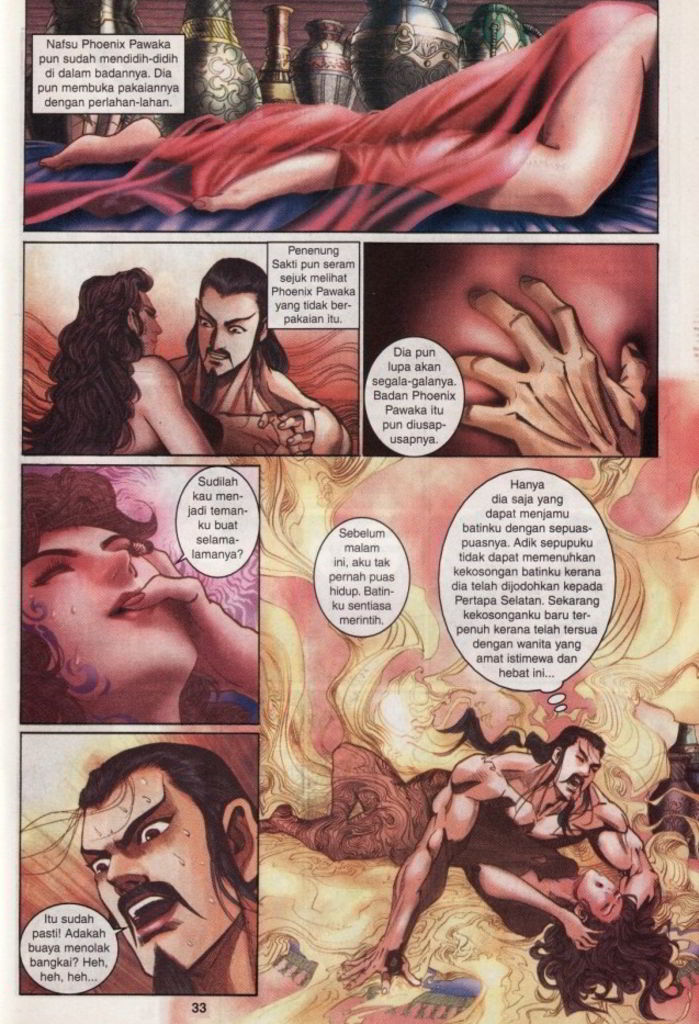 Nafsu Phoenix Pawaka
pun sudah mendidih-didih
di dalam badannya. Dia
pun membuka pakaiannya
dengan perlahan-lahan.
Penenung
Sakti pun seram
sejuk melihat
Phoenix Pawaka
yang tidak ber-
pakaian itu.
Dia pun
lupa akan
segala-galanya.
Badan Phoenix
Pawaka itu
pun diusap-
usapnya.
Sudilah
kau men-
jadi teman-
ku buat
selama-
lamanya?
Sebelum
malam
ini, aku tak
pernah puas
hidup. Batin-
ku sentiasa
merintih.
Hanya
dia saja yang
dapat menjamu
batinku dengan sepuas-
puasnya. Adik sepupuku
tidak dapat memenuhkan
kekosongan batinku kerana
dia telah dijodohkan kepada
Pertapa Selatan. Sekarang
kekosonganku baru ter-
penuh kerana telah tersua
dengan wanita yang
amat istimewa dan
hebat ini...
Itu sudah
pasti! Adakah
buaya menolak
bangkai? Heh,
heh, heh...
33